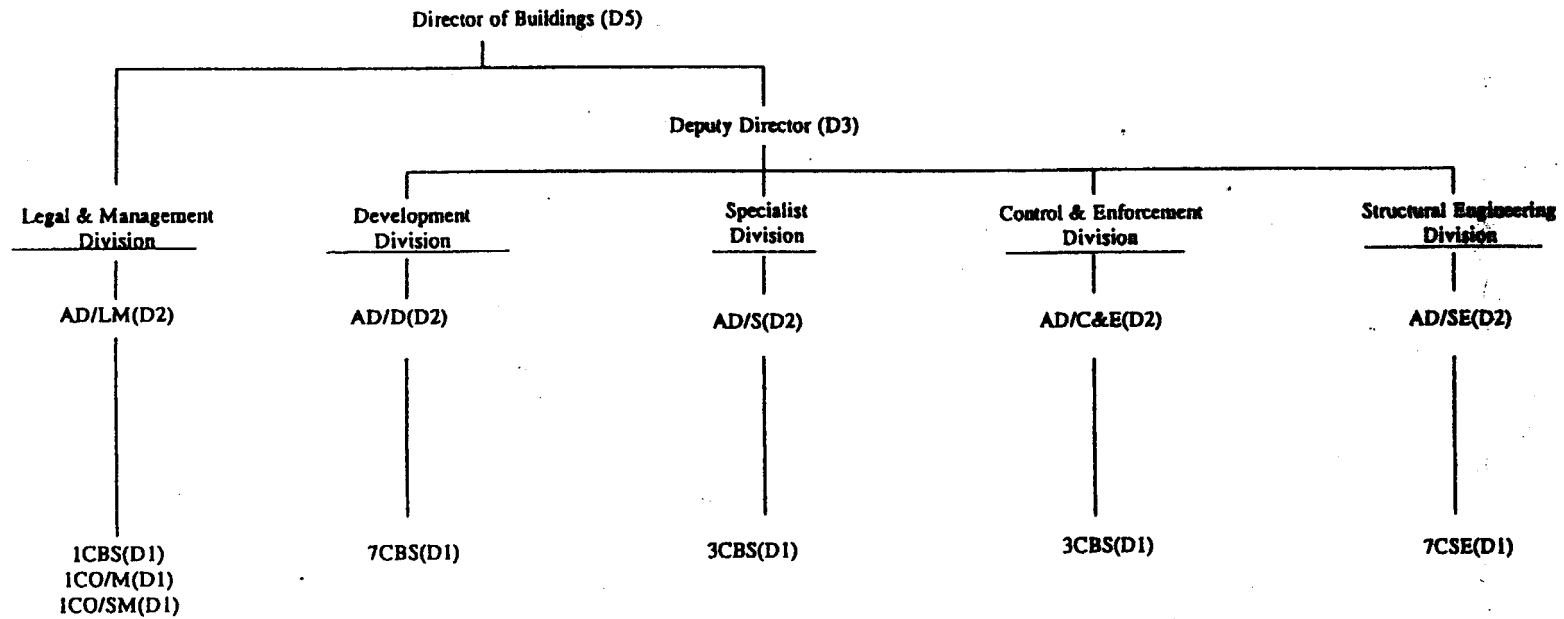 Director of Buildings (D5)
Deputy Director (D3)
Legal & Management
Division
Development
Division
Specialist
Division
Control & Enforcement
Division
Structural Engineering
Division
AD/LM(D2)
AD/D(D2)
AD/S(D2)
AD/C&E(D2)
AD/SE(D2)
1CBS(D1)
1CO/M(D1)
1CO/SM(D1)
7CBS(D1)
3CBS(D1)
3CBS(D1)
7CSE(D1)